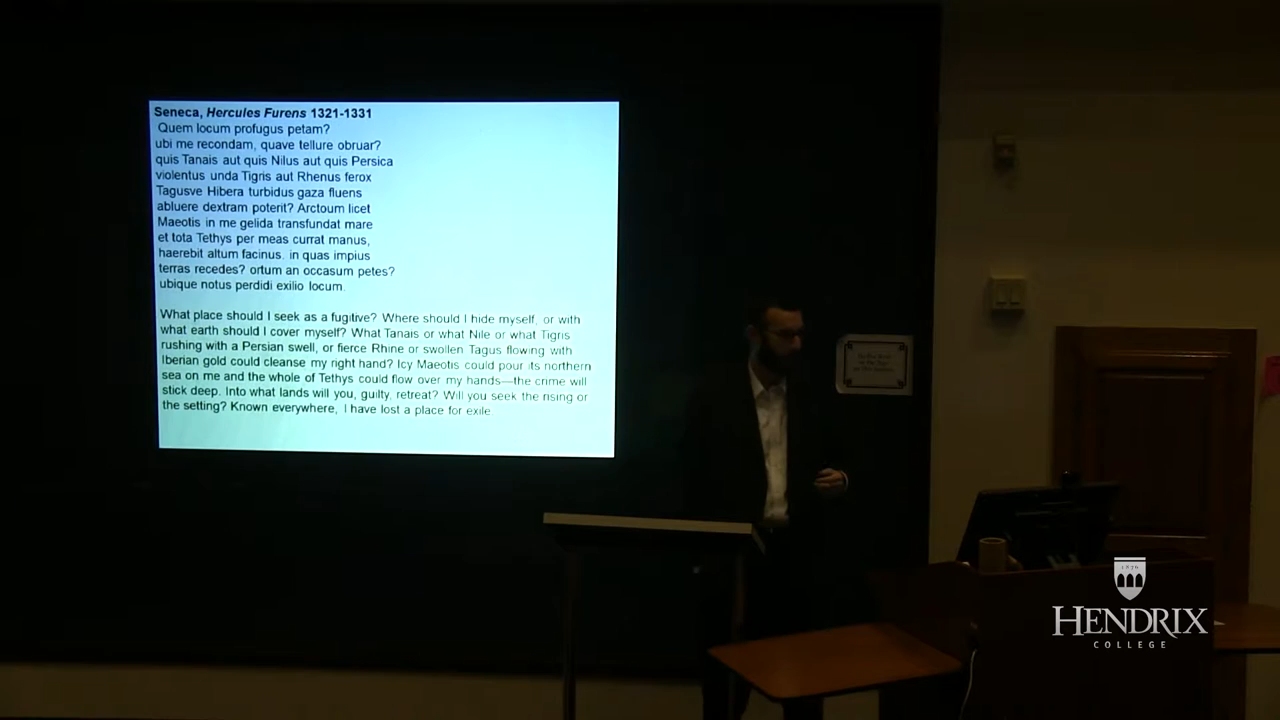 Seneca, Hercules Furens 1321-1331
Quem locum profugus petam?
ubi me recondam, quave tellure obruar?
quis Tanais aut quis Nilus aut quis Persica
violentus unda Tigris aut Rhenus ferox
Tagusve Hibera turbidus gaza fluens
abluere dextram poterit? Arctoum licet
Maeotis in me gelida transfundat mare
et tota Tethys per meas currat manus,
haerebit altum facinus. in quas impius
terras recedes? ortum an occasum petes?
ubique notus perdidi exilio locum.
What place should I seek as a fugitive? Where should I hide myself, or with
what earth should I cover myself? What Tanais or what Nile or what Tigris
rushing with a Persian swell, or fierce Rhine or swollen Tagus flowing with
Iberian gold could cleanse my right hand? Icy Maeotis could pour its northern
sea on me and the whole of Tethys could flow over my hands—the crime will
stick deep. Into what lands will you, guilty, retreat? Will you seek the rising or
the setting? Known everywhere, I have lost a place for exile
1876
HENDRIX
COLLEGE